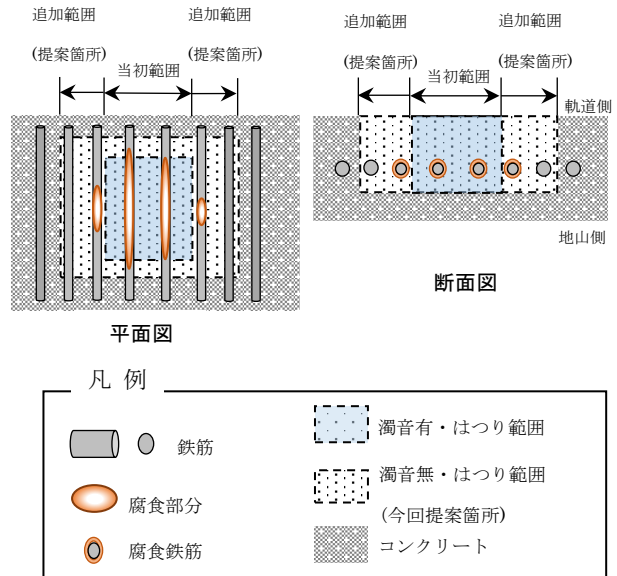 追加範囲
(提案箇所)
当初範囲
追加範囲
(提案箇所)
平面図
追加範囲
(提案箇所)
当初範囲
追加範囲
(提案箇所)
軌道側
地山側
断面図
凡 例
鉄筋
腐食部分
腐食鉄筋
濁音有・はつり範囲
濁音無・はつり範囲
(今回提案箇所)
コンクリート